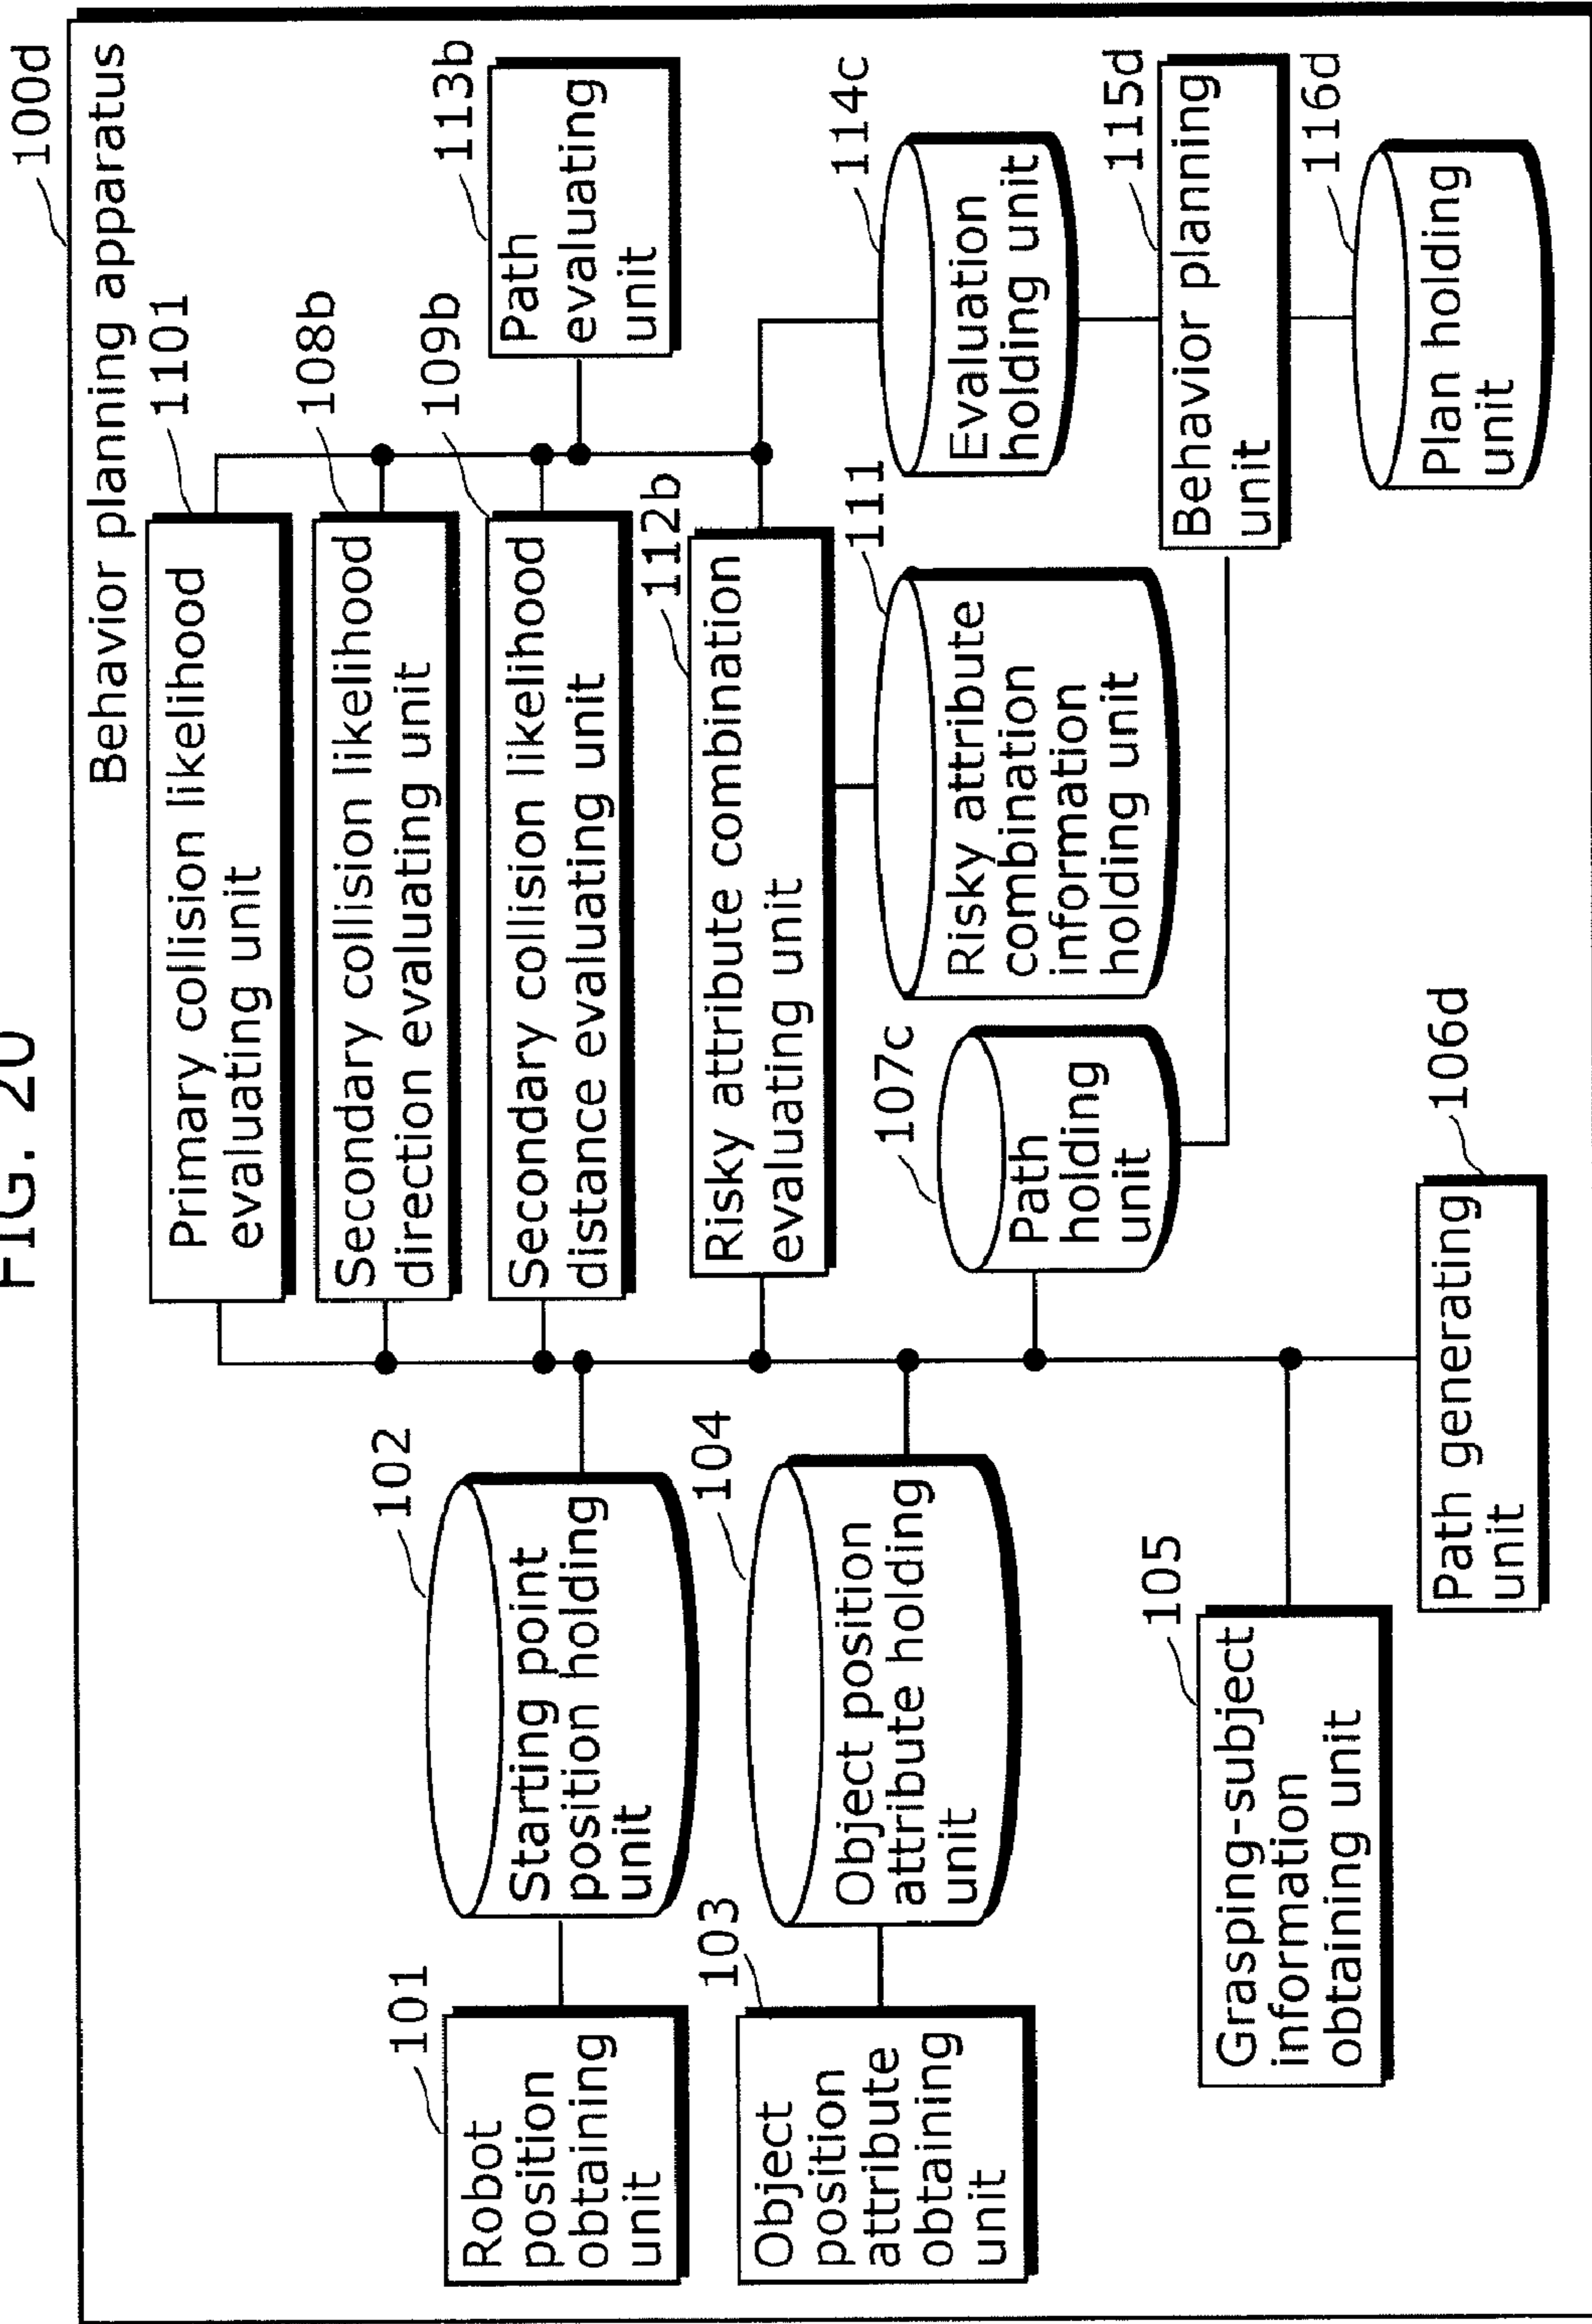 FIG. 20
100d
Behavior planning apparatus
1101
Primary collision likelihood
evaluating unit
108b
Secondary collision likelihood
direction evaluating unit
109b
Secondary collision likelihood
distance evaluating unit
113b
Path
evaluating
unit
101
Robot
position
obtaining
unit
102
Starting point
position holding
unit
112b
Risky attribute combination
evaluating unit
103
Object
position
attribute
obtaining
unit
104
Object position
attribute holding
unit
107c
Path
holding
unit
111
Risky attribute
combination
information
holding unit
114c
Evaluation
holding unit
105
Grasping-subject
information
obtaining unit
115d
Behavior planning
unit
106d
Path generating
unit
116d
Plan holding
unit